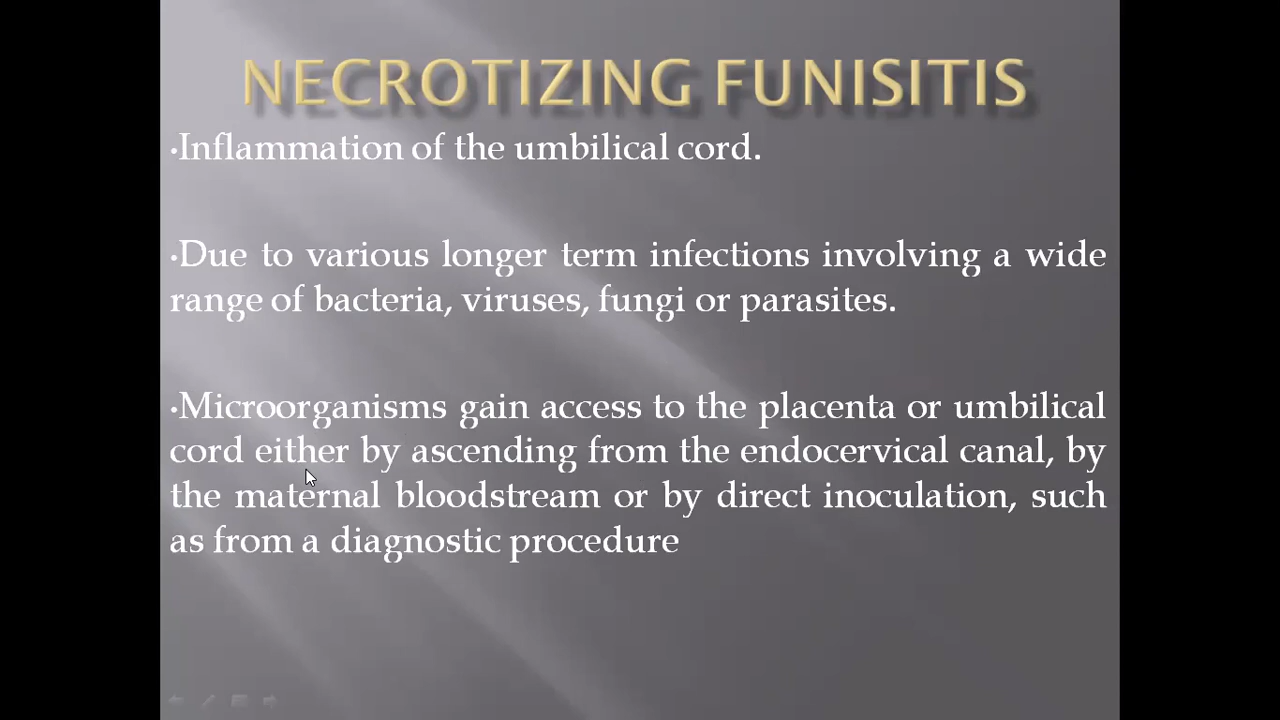 NECROTIZING FUNISITIS
•Inflammation of the umbilical cord.
•Due to various longer term infections involving a wide
range of bacteria, viruses, fungi or parasites.
•Microorganisms gain access to the placenta or umbilical
cord either by ascending from the endocervical canal, by
the maternal bloodstream or by direct inoculation, such
as from a diagnostic procedure